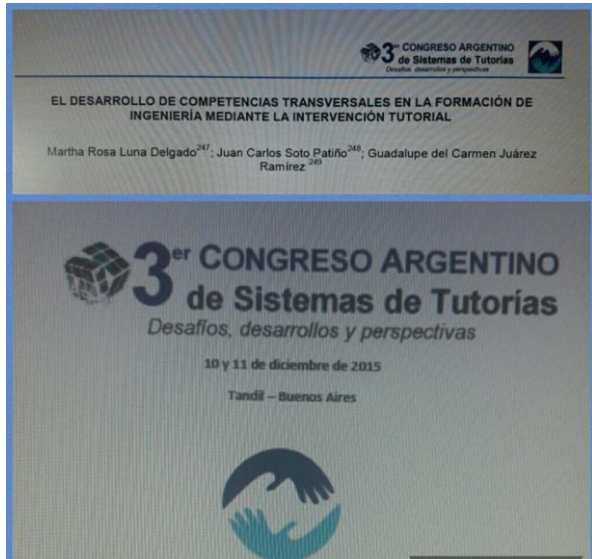 3er CONGRESO ARGENTINO
de Sistemas de Tutorías
Desafíos, desarrollos y perspectivas
EL DESARROLLO DE COMPETENCIAS TRANSVERSALES EN LA FORMACIÓN DE
INGENIERÍA MEDIANTE LA INTERVENCIÓN TUTORIAL
Martha Rosa Luna Delgado247; Juan Carlos Soto Patiño248; Guadalupe del Carmen Juárez
Ramírez 249
3er CONGRESO ARGENTINO
de Sistemas de Tutorías
Desafíos, desarrollos y perspectivas
10 y 11 de diciembre de 2015
Tandil – Buenos Aires